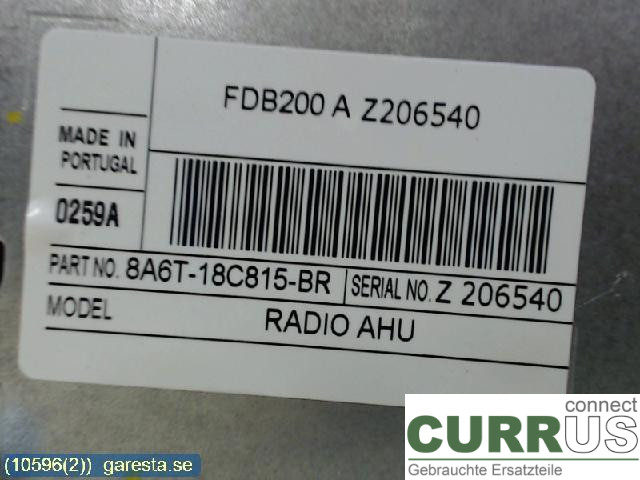 FDB200 A Z206540
MADE IN
PORTUGAL
0259A
PART NO. 8A6T-18C815-BR SERIAL NO. Z 206540
MODEL RADIO AHU
connect
CURRUS
Gebrauchte Ersatzteile
(10596(2)) garesta.se